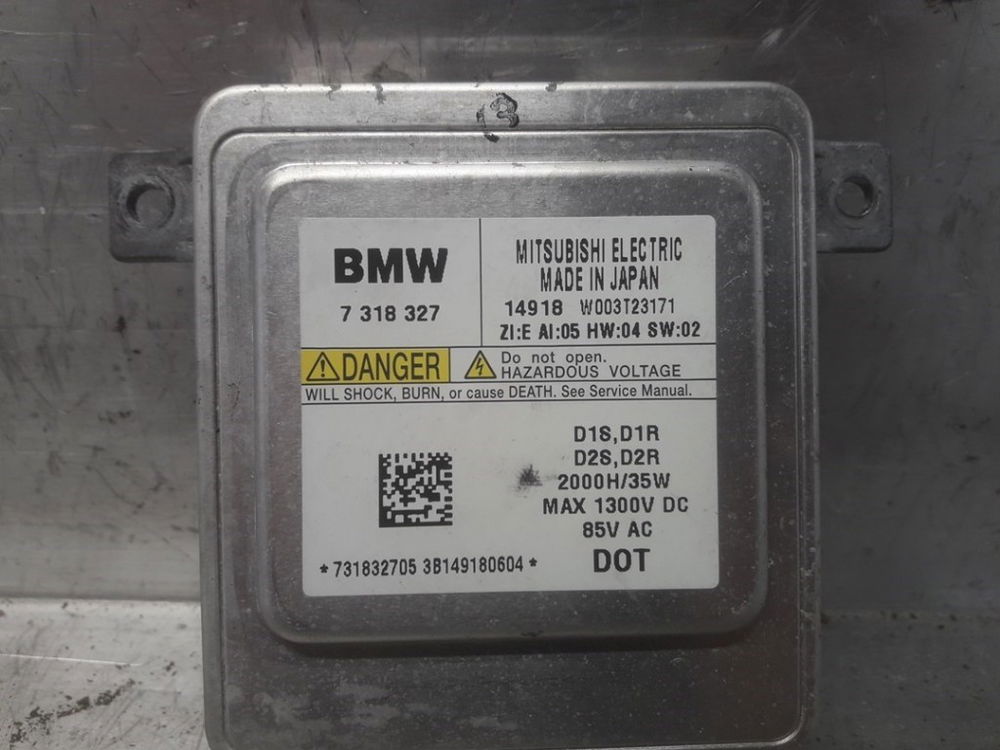 13
BMW
7 318 327
MITSUBISHI ELECTRIC
MADE IN JAPAN
14918 W003T23171
ZI:E AI:05 HW:04 SW:02
DANGER
Do not open.
HAZARDOUS VOLTAGE
WILL SHOCK, BURN, or cause DEATH. See Service Manual.
D1S,D1R
D2S,D2R
2000H/35W
MAX 1300V DC
85V AC
DOT
*731832705 3B149180604*